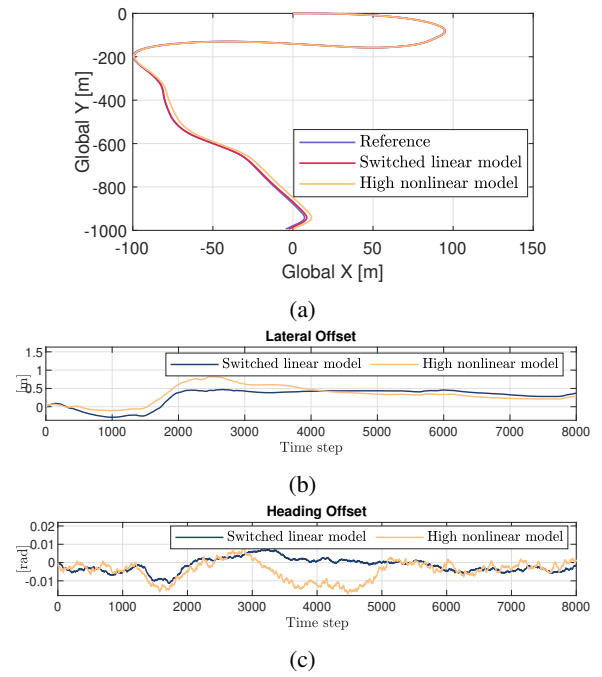 0
-200
-400
-600
-800
-1000
Global Y [m]
Reference
Switched linear model
High nonlinear model
-100 -50 0 50 100 150
Global X [m]
(a)
Lateral Offset
1.5
1
0.5
0
[m]
Switched linear model High nonlinear model
0 1000 2000 3000 4000 5000 6000 7000 8000
Time step
(b)
Heading Offset
0.02
0.01
0
-0.01
[rad]
Switched linear model High nonlinear model
0 1000 2000 3000 4000 5000 6000 7000 8000
Time step
(c)